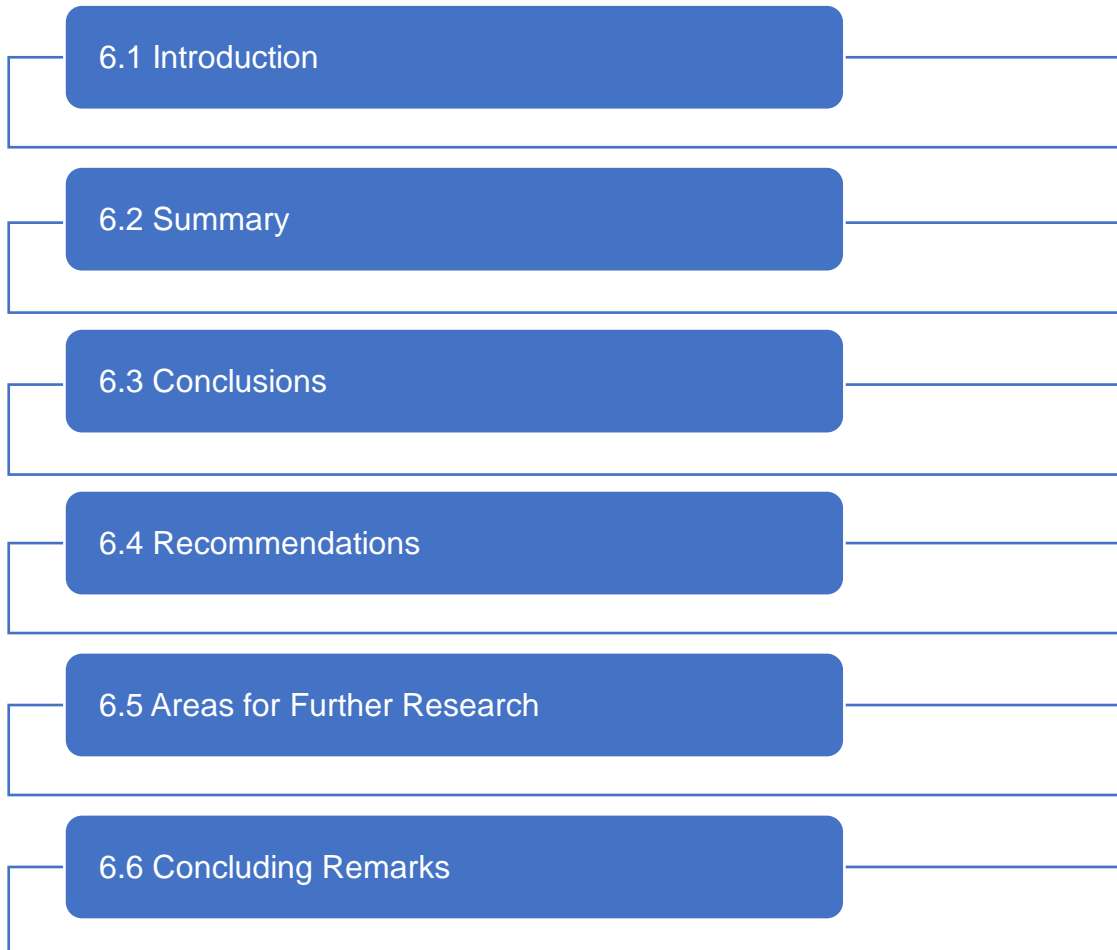 6.1 Introduction
6.2 Summary
6.3 Conclusions
6.4 Recommendations
6.5 Areas for Further Research
6.6 Concluding Remarks